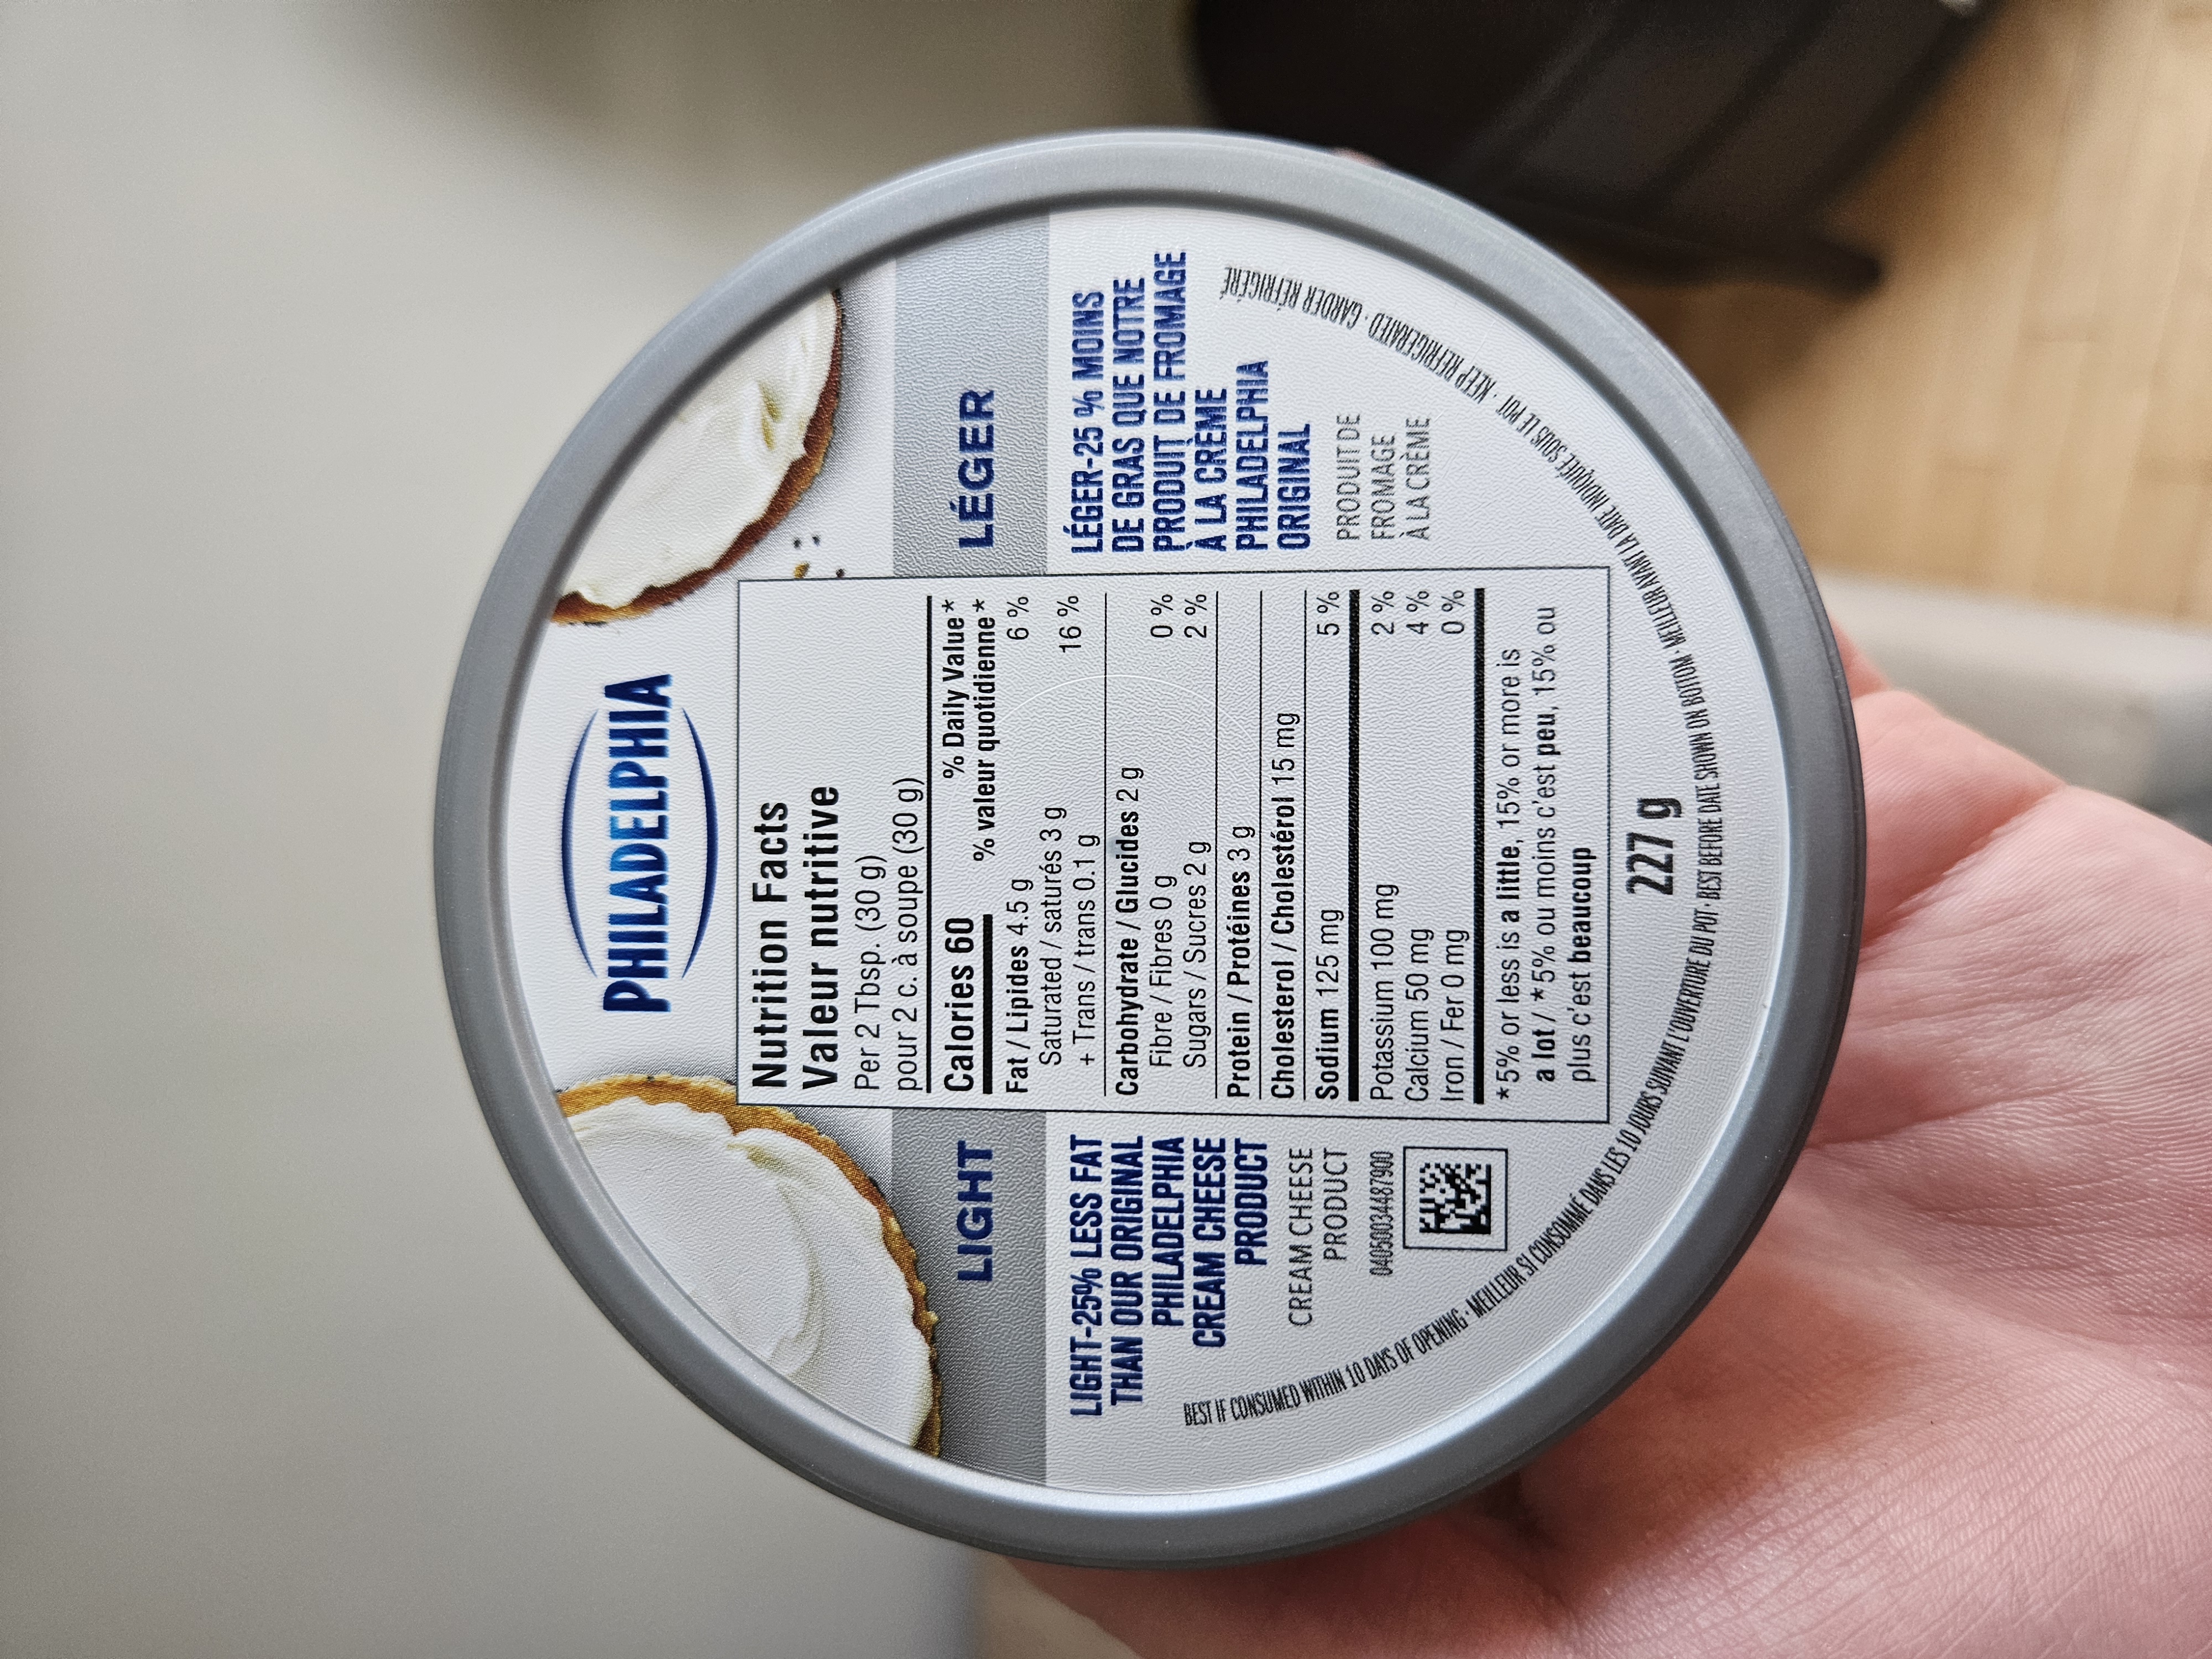 PHILADELPHIA
Nutrition Facts
Valeur nutritive
Per 2 Tbsp. (30 g)
pour 2 c. à soupe (30 g)
Calories 60
% Daily Value*
% valeur quotidienne*
Fat / Lipides 4.5 g 6 %
Saturated / saturés 3 g
+ Trans / trans 0.1 g
16 %
Carbohydrate / Glucides 2 g
Fibre / Fibres 0 g 0 %
Sugars / Sucres 2 g 2 %
Protein / Protéines 3 g
Cholesterol / Cholestérol 15 mg
Sodium 125 mg 5 %
Potassium 100 mg 2 %
Calcium 50 mg 4 %
Iron / Fer 0 mg 0 %
*5% or less is a little, 15% or more is
a lot / *5% ou moins c'est peu, 15% ou
plus c'est beaucoup
227 g
LIGHT
LIGHT-25% LESS FAT
THAN OUR ORIGINAL
PHILADELPHIA
CREAM CHEESE
PRODUCT
CREAM CHEESE
PRODUCT
04050034487900
LÉGER
LÉGER-25 % MOINS
DE GRAS QUE NOTRE
PRODUIT DE FROMAGE
À LA CRÈME
PHILADELPHIA
ORIGINAL
PRODUIT DE
FROMAGE
À LA CRÈME
BEST IF CONSUMED WITHIN 10 DAYS OF OPENING · MEILLEUR SI CONSOMMÉ DANS LES 10 JOURS SUIVANT L'OUVERTURE DU POT · BEST BEFORE DATE SHOWN ON BOTTOM · MEILLEUR AVANT LA DATE INDIQUÉE SOUS LE POT · KEEP REFRIGERATED · GARDER RÉFRIGÉRÉ